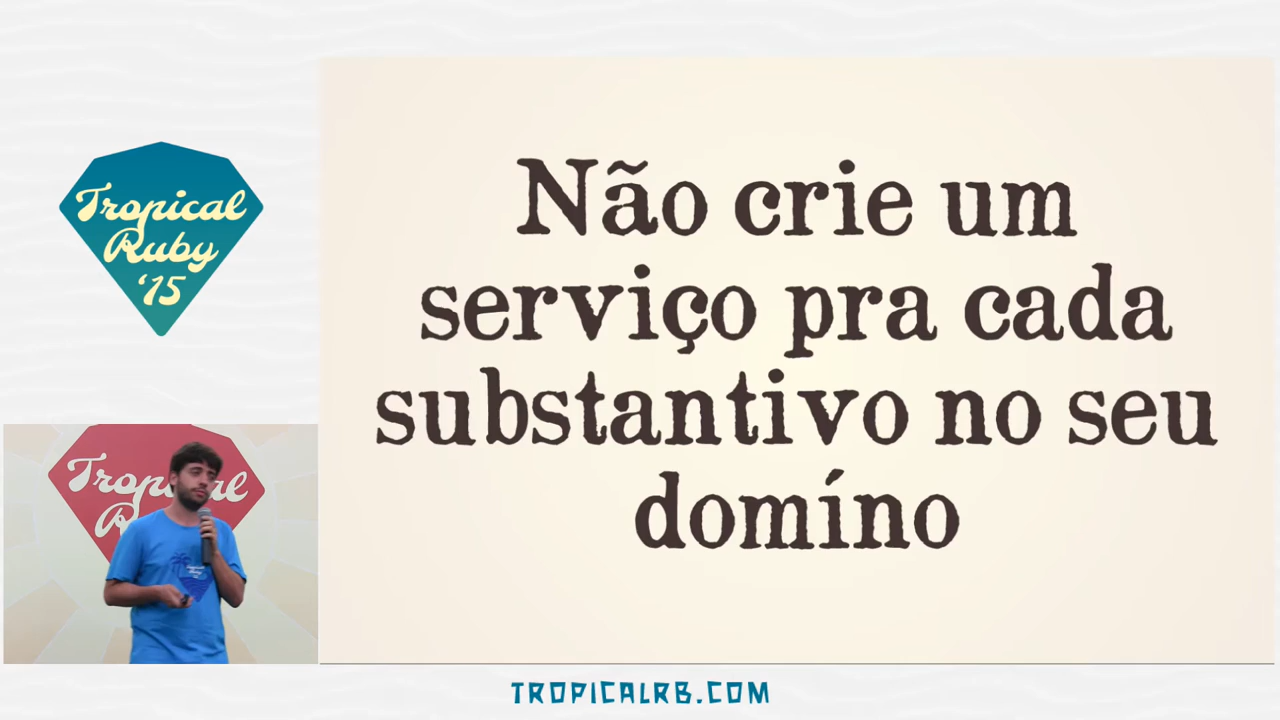 Tropical
Ruby
'15
Não crie um
serviço pra cada
substantivo no seu
domíno
TROPICALRB.COM